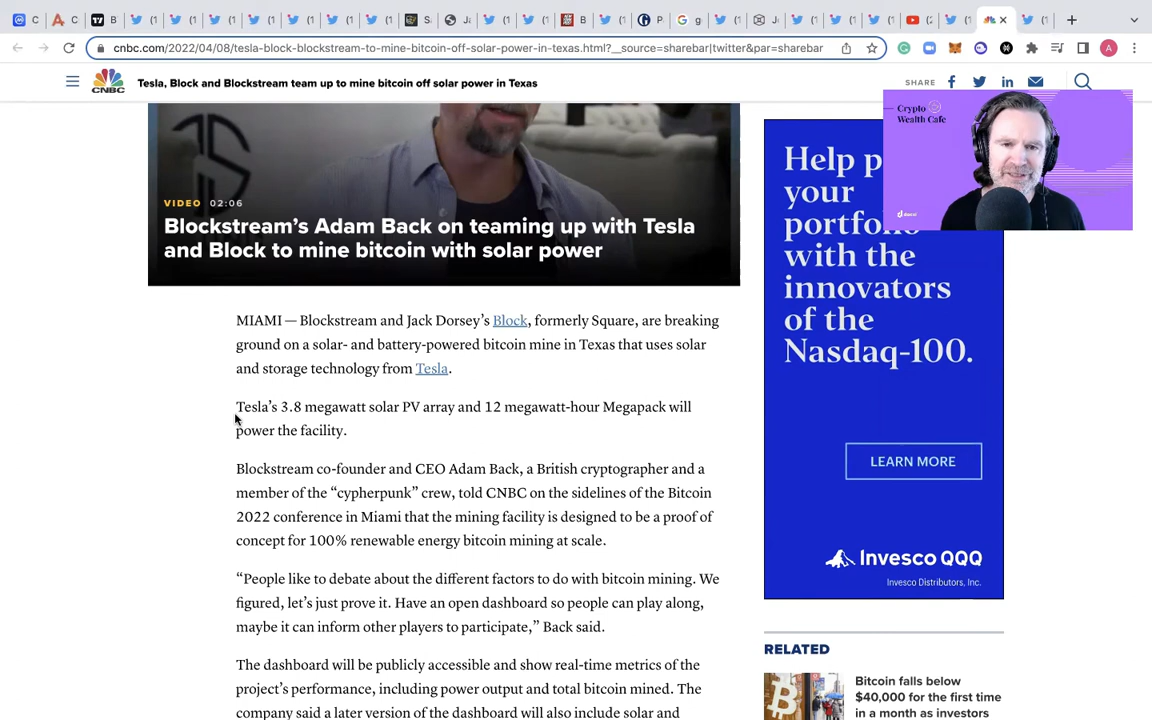 cnbc.com/2022/04/08/tesla-block-blockstream-to-mine-bitcoin-off-solar-power-in-texas.html?__source=sharebar|twitter&par=sharebar
CNBC
Tesla, Block and Blockstream team up to mine bitcoin off solar power in Texas
SHARE
Crypto
Wealth Cafe
VIDEO 02:06
Blockstream's Adam Back on teaming up with Tesla
and Block to mine bitcoin with solar power
MIAMI — Blockstream and Jack Dorsey's Block, formerly Square, are breaking
ground on a solar- and battery-powered bitcoin mine in Texas that uses solar
and storage technology from Tesla.
Tesla's 3.8 megawatt solar PV array and 12 megawatt-hour Megapack will
power the facility.
Blockstream co-founder and CEO Adam Back, a British cryptographer and a
member of the “cypherpunk” crew, told CNBC on the sidelines of the Bitcoin
2022 conference in Miami that the mining facility is designed to be a proof of
concept for 100% renewable energy bitcoin mining at scale.
“People like to debate about the different factors to do with bitcoin mining. We
figured, let's just prove it. Have an open dashboard so people can play along,
maybe it can inform other players to participate,” Back said.
The dashboard will be publicly accessible and show real-time metrics of the
project's performance, including power output and total bitcoin mined. The
company said a later version of the dashboard will also include solar and
Help
your
with the
innovators
of the
Nasdaq-100.
LEARN MORE
Invesco QQQ
Invesco Distributors, Inc.
RELATED
Bitcoin falls below
$40,000 for the first time
in a month as investors